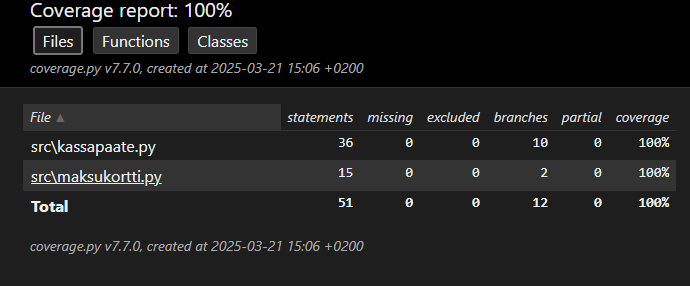 Coverage report: 100%
Files Functions Classes
coverage.py v7.7.0, created at 2025-03-21 15:06 +0200
File ▲ statements missing excluded branches partial coverage
src\kassapaate.py 36 0 0 10 0 100%
src\maksukortti.py 15 0 0 2 0 100%
Total 51 0 0 12 0 100%
coverage.py v7.7.0, created at 2025-03-21 15:06 +0200